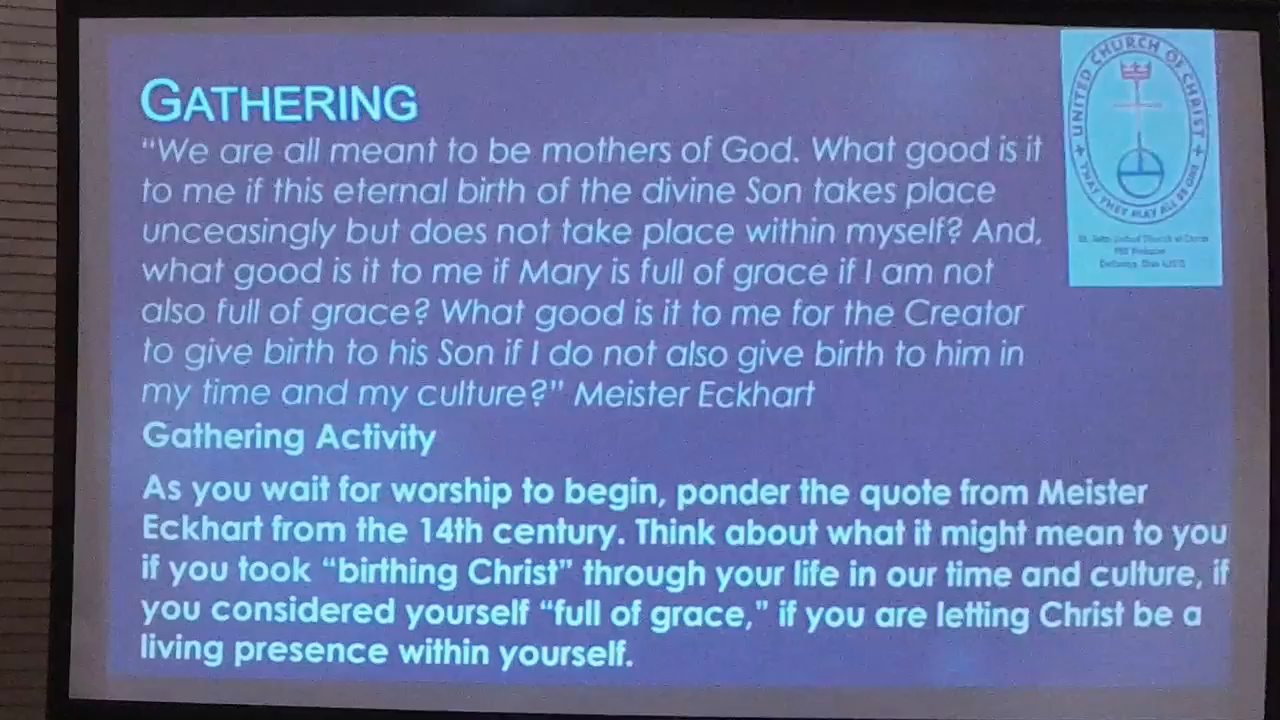 GATHERING
"We are all meant to be mothers of God. What good is it
to me if this eternal birth of the divine Son takes place
unceasingly but does not take place within myself? And,
what good is it to me if Mary is full of grace if I am not
also full of grace? What good is it to me for the Creator
to give birth to his Son if I do not also give birth to him in
my time and my culture?" Meister Eckhart
Gathering Activity
As you wait for worship to begin, ponder the quote from Meister
Eckhart from the 14th century. Think about what it might mean to you
if you took "birthing Christ" through your life in our time and culture, if
you considered yourself "full of grace," if you are letting Christ be a
living presence within yourself.
UNITED CHURCH OF CHRIST
THAT THEY MAY ALL BE ONE
St. John United Church of Christ
Defiance, Ohio